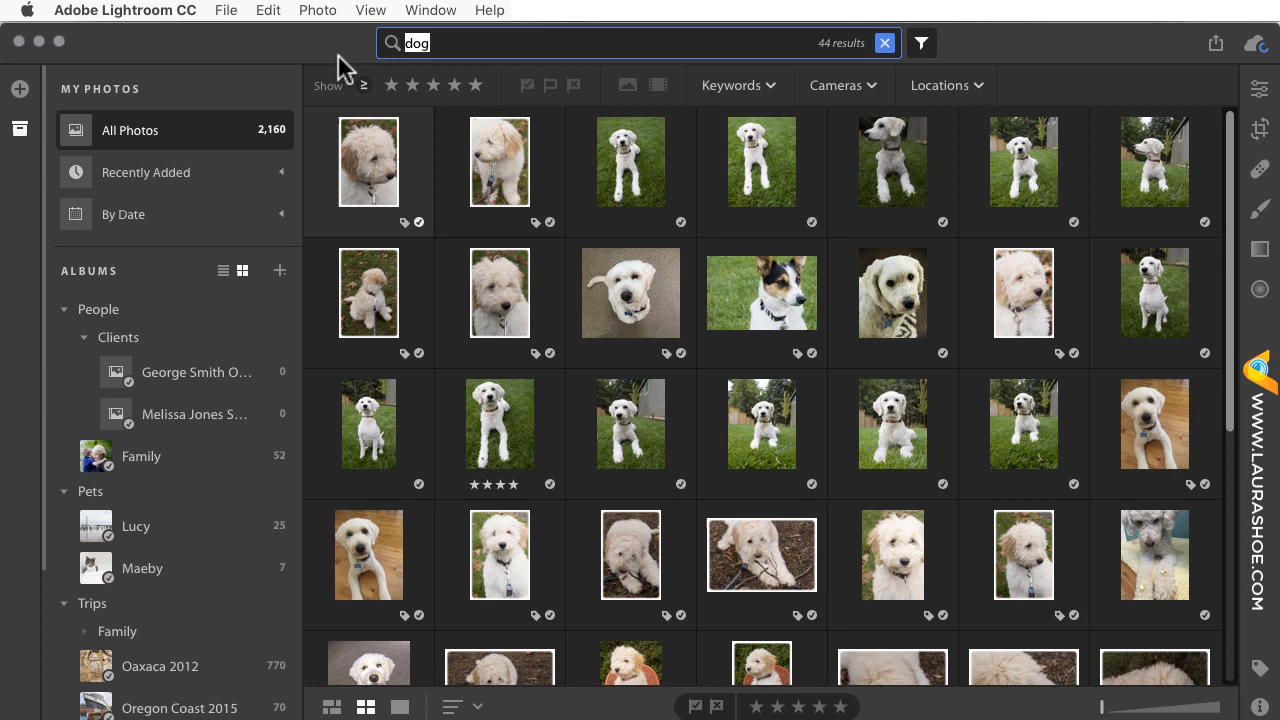 Adobe Lightroom CC File Edit Photo View Window Help
dog 44 results
Show ≥ ★ ★ ★ ★ ★ Keywords Cameras Locations
MY PHOTOS
All Photos 2,160
Recently Added
By Date
ALBUMS
People
Clients
George Smith O... 0
Melissa Jones S... 0
Family 52
Pets
Lucy 25
Maeby 7
Trips
Family
Oaxaca 2012 770
Oregon Coast 2015 70
★★★★
★ ★ ★ ★ ★
WWW.LAURASHOE.COM